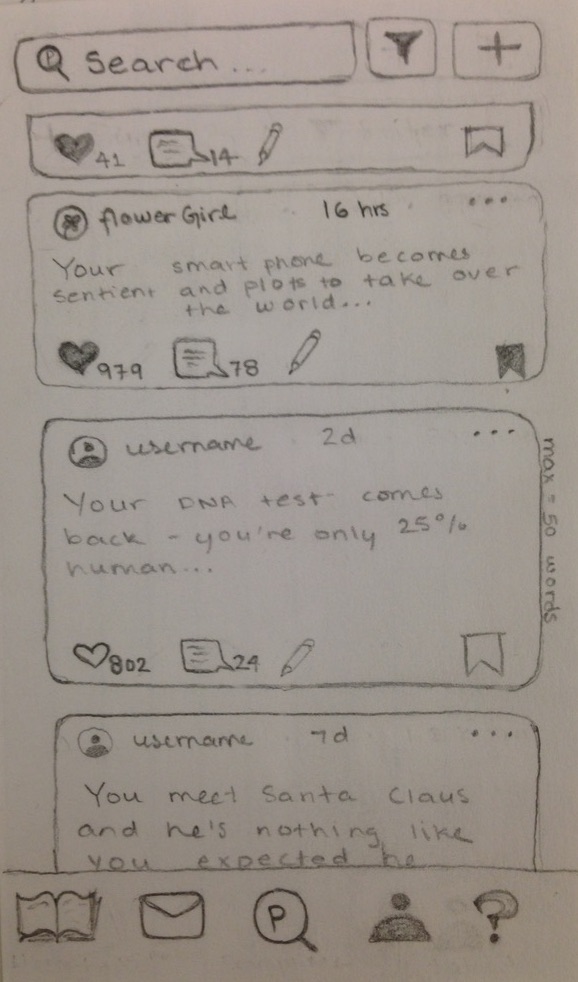 P Search...
41 14
flowerGirl 16 hrs ...
Your smart phone becomes
sentient and plots to take over
the world...
979 78
username 2d ...
Your DNA test comes
back - you're only 25%
human...
max = 50 words
802 24
username 7d ...
You meet Santa Claus
and he's nothing like
you expected he
P ?